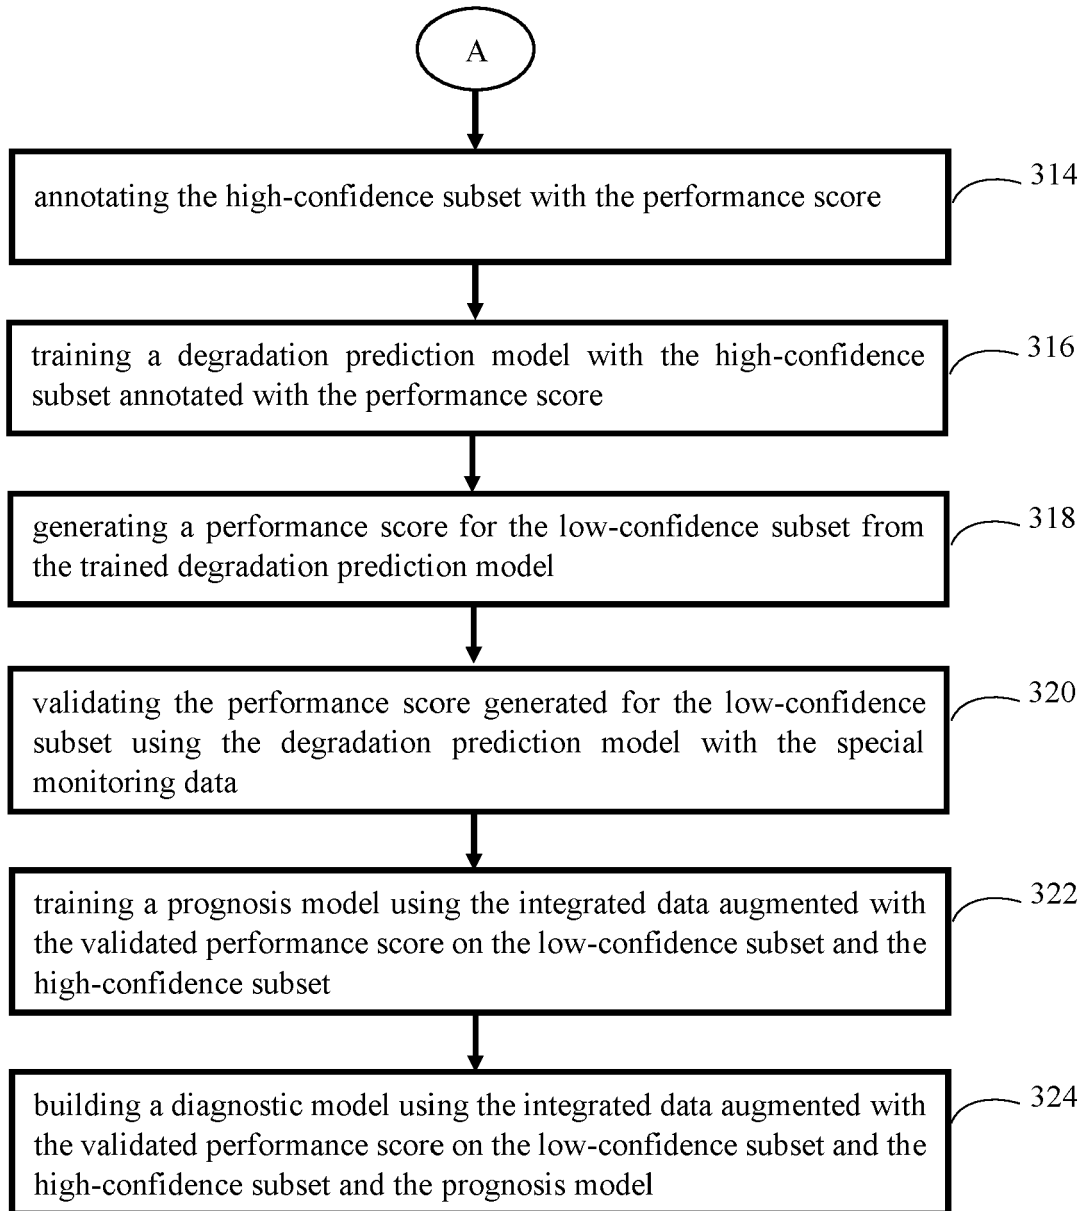 A
annotating the high-confidence subset with the performance score
314
training a degradation prediction model with the high-confidence
subset annotated with the performance score
316
generating a performance score for the low-confidence subset from
the trained degradation prediction model
318
validating the performance score generated for the low-confidence
subset using the degradation prediction model with the special
monitoring data
320
training a prognosis model using the integrated data augmented with
the validated performance score on the low-confidence subset and the
high-confidence subset
322
building a diagnostic model using the integrated data augmented with
the validated performance score on the low-confidence subset and the
high-confidence subset and the prognosis model
324